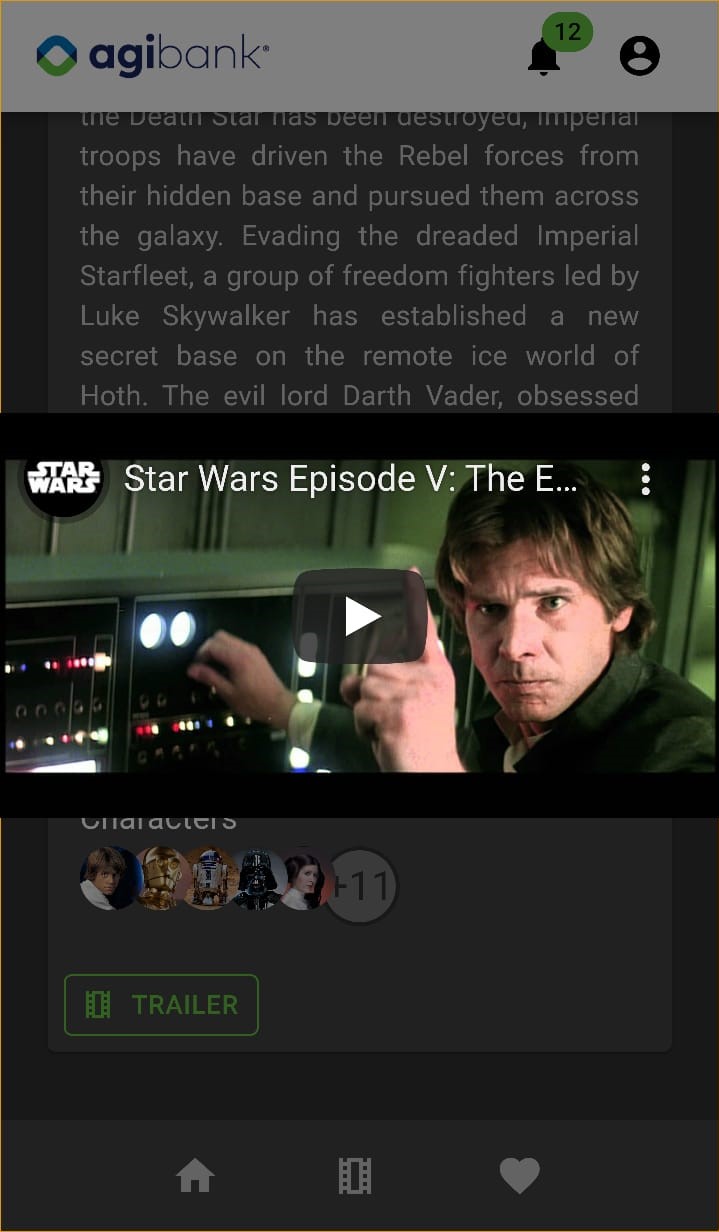 agibank
12
the Death Star has been destroyed, Imperial
troops have driven the Rebel forces from
their hidden base and pursued them across
the galaxy. Evading the dreaded Imperial
Starfleet, a group of freedom fighters led by
Luke Skywalker has established a new
secret base on the remote ice world of
Hoth. The evil lord Darth Vader, obsessed
STAR
WARS
Star Wars Episode V: The E...
Characters
+11
TRAILER